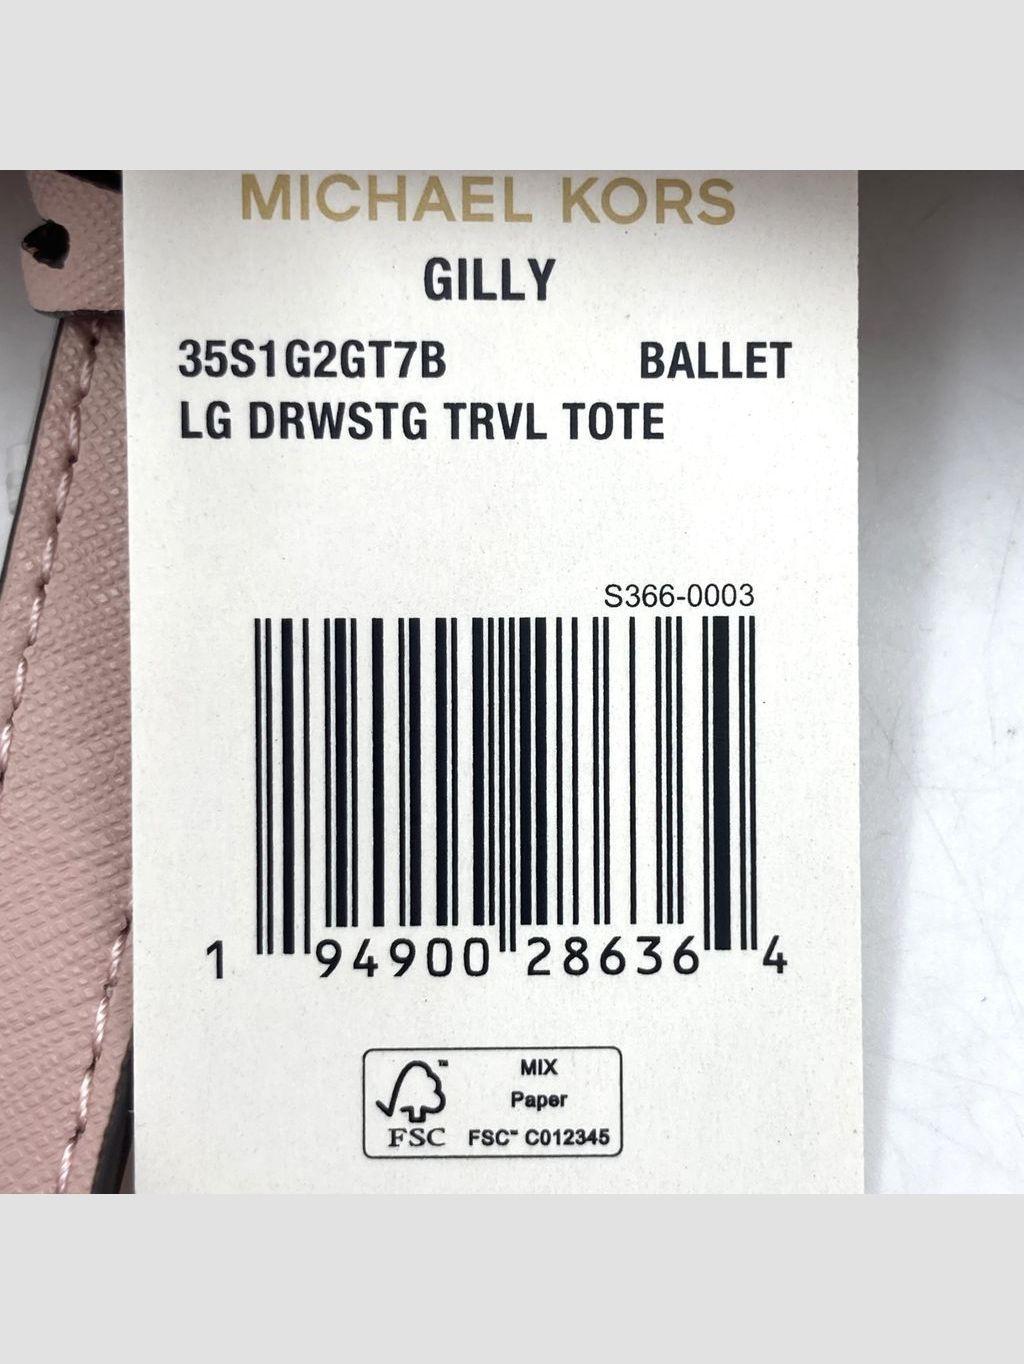 MICHAEL KORS
GILLY
35S1G2GT7B BALLET
LG DRWSTG TRVL TOTE
S366-0003
1 94900 28636 4
MIX
Paper
FSC™ FSC™ C012345